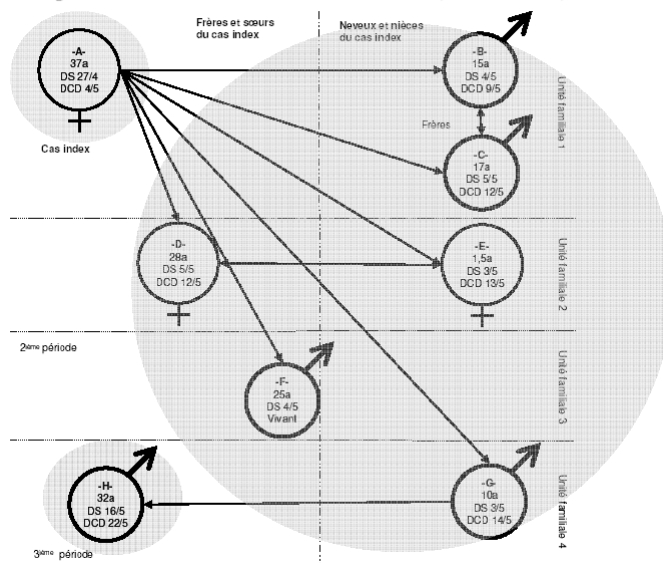 Frères et sœurs
du cas index
Neveux et nièces
du cas index
-A-
37a
DS 27/4
DCD 4/5
Cas index
-B-
15a
DS 4/5
DCD 9/5
Frères
-C-
17a
DS 5/5
DCD 12/5
Unité familiale 1
-D-
28a
DS 5/5
DCD 12/5
-E-
1,5a
DS 3/5
DCD 13/5
Unité familiale 2
2ième période
-F-
25a
DS 4/5
Vivant
Unité familiale 3
-H-
32a
DS 16/5
DCD 22/5
-G-
10a
DS 3/5
DCD 14/5
Unité familiale 4
3ième période